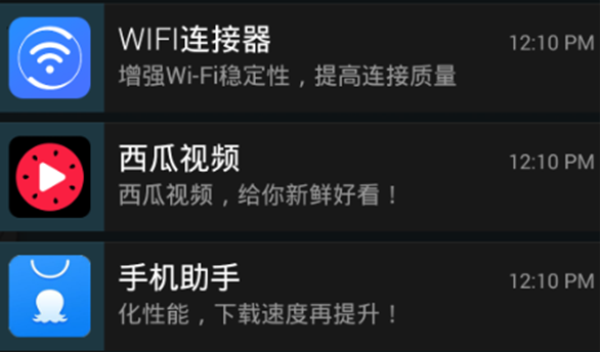 WIFI连接器
12:10 PM
增强Wi-Fi稳定性，提高连接质量
西瓜视频
12:10 PM
西瓜视频，给你新鲜好看！
手机助手
12:10 PM
化性能，下载速度再提升！